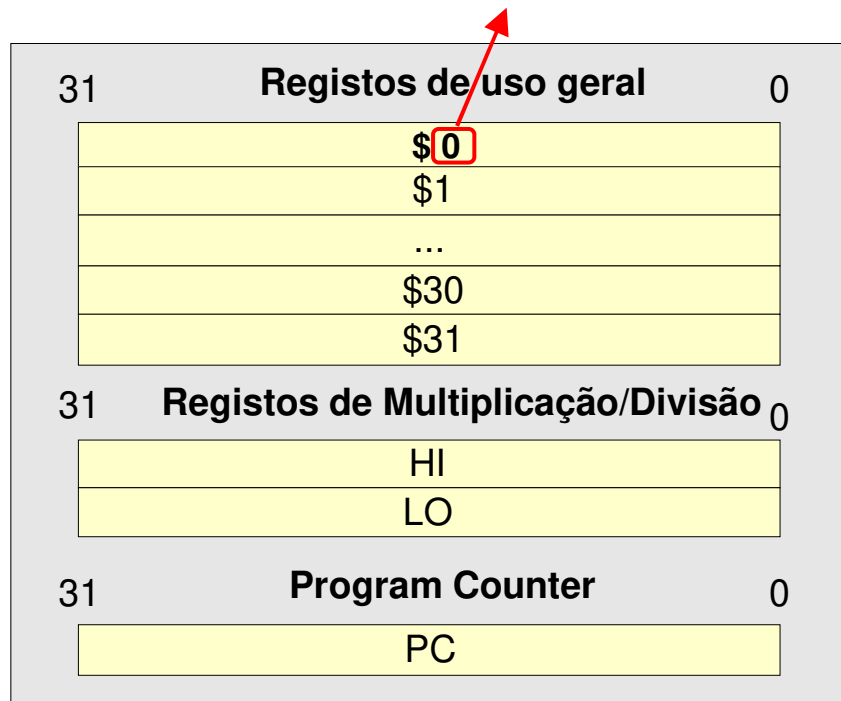 31 Registos de uso geral 0
$0
$1
...
$30
$31
31 Registos de Multiplicação/Divisão 0
HI
LO
31 Program Counter 0
PC